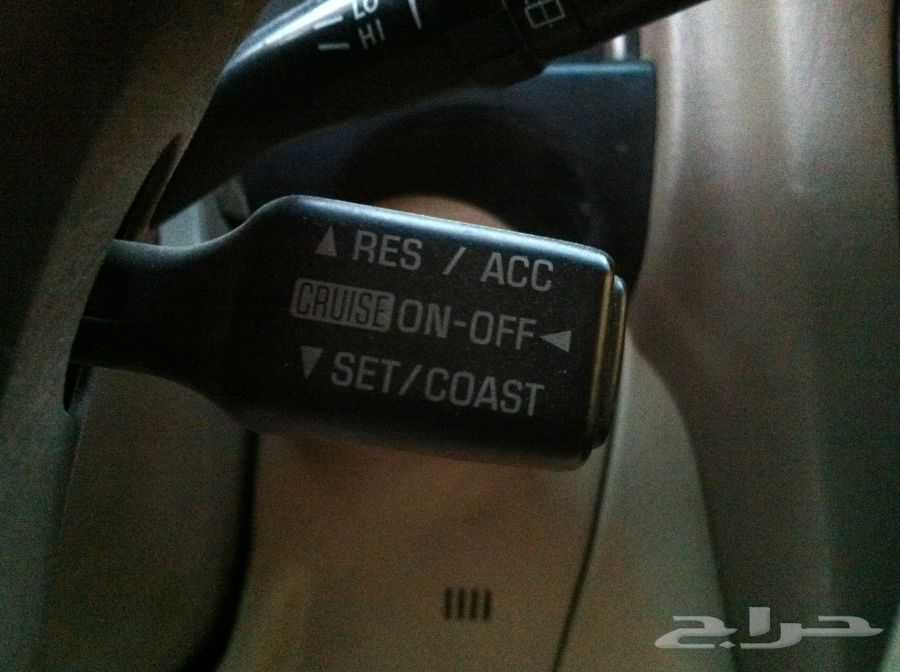 LO
HI
▲ RES / ACC
CRUISE ON-OFF ◀
▼ SET/COAST
حراج